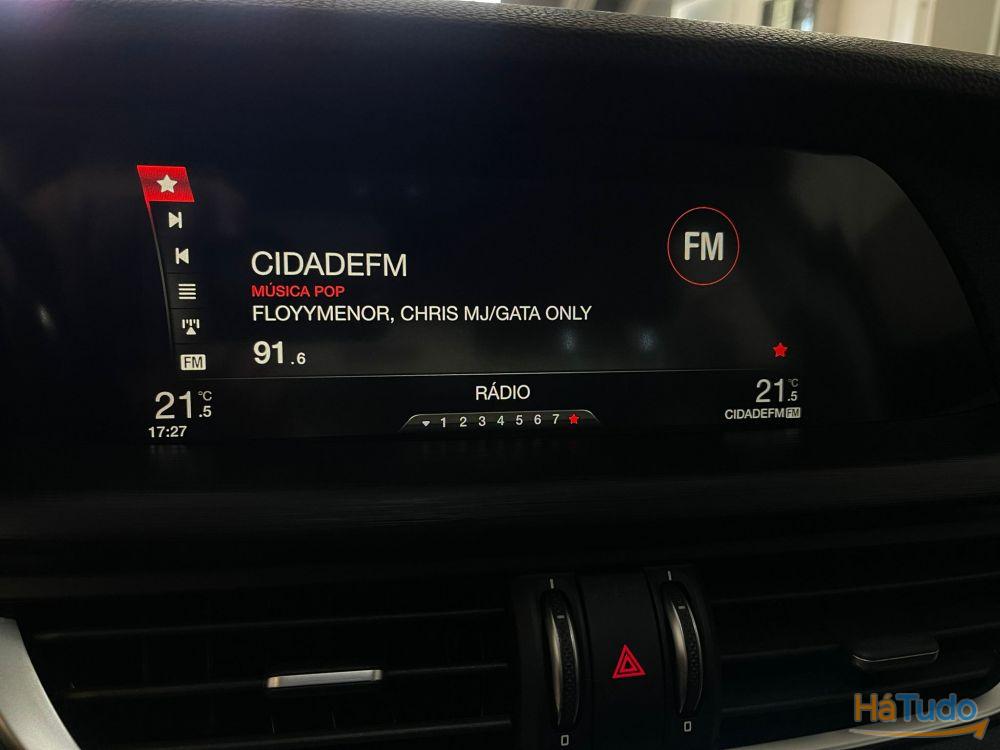 CIDADEFM
FM
MÚSICA POP
FLOYYMENOR, CHRIS MJ/GATA ONLY
91.6
FM
RÁDIO
21.5 °C
17:27
1 2 3 4 5 6 7
21.5 °C
CIDADEFM FM
HáTudo